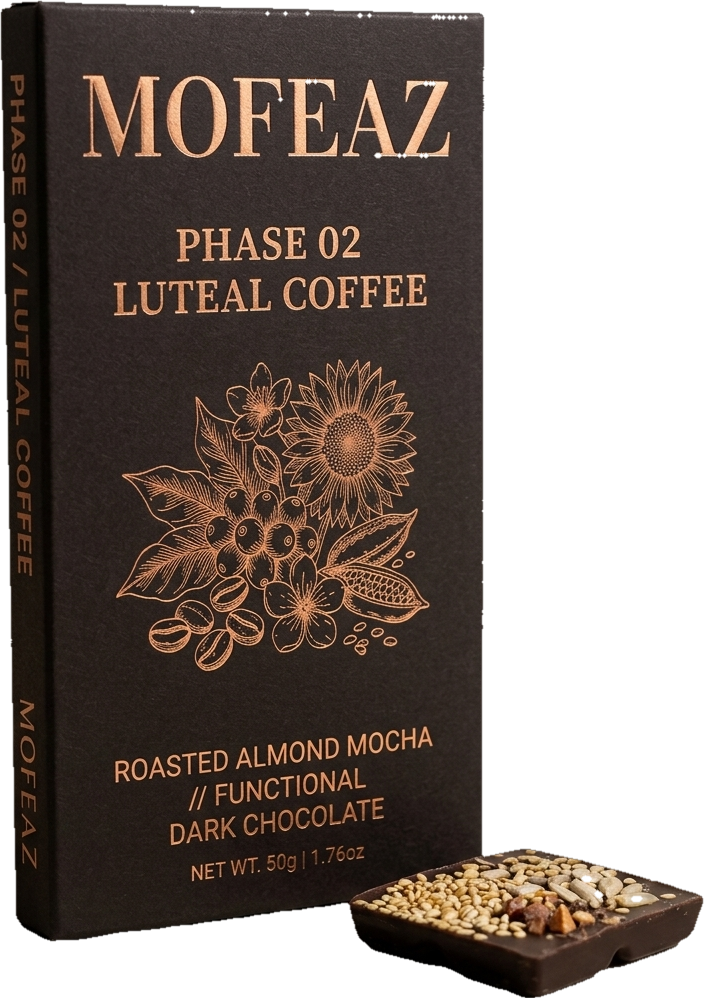 MOFEAZ
PHASE 02
LUTEAL COFFEE
ROASTED ALMOND MOCHA
// FUNCTIONAL
DARK CHOCOLATE
NET WT. 50g | 1.76oz
PHASE 02 / LUTEAL COFFEE
MOFEAZ